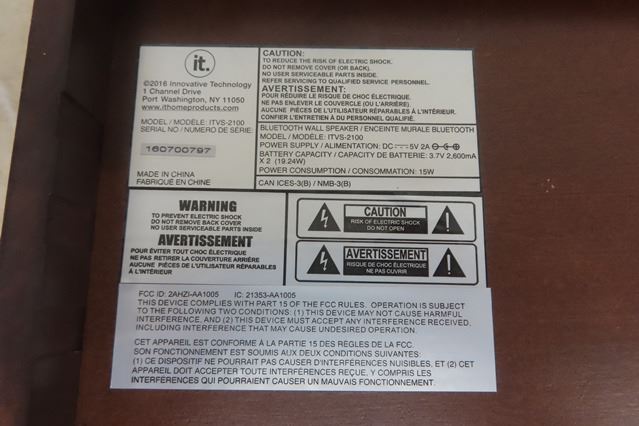 it.
©2016 Innovative Technology
1 Channel Drive
Port Washington, NY 11050
www.ithomeproducts.com
MODEL / MODÈLE: ITVS-2100
SERIAL NO / NUMERO DE SÉRIE:
160700797
MADE IN CHINA
FABRIQUÉ EN CHINE
CAUTION:
TO REDUCE THE RISK OF ELECTRIC SHOCK.
DO NOT REMOVE COVER (OR BACK).
NO USER SERVICEABLE PARTS INSIDE.
REFER SERVICING TO QUALIFIED SERVICE PERSONNEL.
AVERTISSEMENT:
POUR RÉDUIRE LE RISQUE DE CHOC ÉLECTRIQUE.
NE PAS ENLEVER LE COUVERCLE (OU L'ARRIÈRE).
AUCUNE PIÈCES DE L'UTILISATEUR RÉPARABLES À L'INTÉRIEUR.
CONFIER L'ENTRETIEN À DU PERSONNEL QUALIFIÉ.
BLUETOOTH WALL SPEAKER / ENCEINTE MURALE BLUETOOTH
MODEL / MODÈLE: ITVS-2100
POWER SUPPLY / ALIMENTATION: DC 5V 2A
BATTERY CAPACITY / CAPACITY DE BATTERIE: 3.7V 2,600mA
X 2 (19.24W)
POWER CONSUMPTION / CONSOMMATION: 15W
CAN ICES-3(B) / NMB-3(B)
WARNING
TO PREVENT ELECTRIC SHOCK
DO NOT REMOVE BACK COVER
NO USER SERVICEABLE PARTS INSIDE
AVERTISSEMENT
POUR ÉVITER TOUT CHOC ÉLECTRIQUE
NE PAS RETIRER LA COUVERTURE ARRIÈRE
AUCUNE PIÈCES DE L'UTILISATEUR RÉPARABLES
À L'INTÉRIEUR
CAUTION
RISK OF ELECTRIC SHOCK
DO NOT OPEN
AVERTISSEMENT
RISQUE DE CHOC ÉLECTRIQUE
NE PAS OUVRIR
FCC ID: 2AHZI-AA1005 IC: 21353-AA1005
THIS DEVICE COMPLIES WITH PART 15 OF THE FCC RULES. OPERATION IS SUBJECT
TO THE FOLLOWING TWO CONDITIONS: (1) THIS DEVICE MAY NOT CAUSE HARMFUL
INTERFERENCE, AND (2) THIS DEVICE MUST ACCEPT ANY INTERFERENCE RECEIVED,
INCLUDING INTERFERENCE THAT MAY CAUSE UNDESIRED OPERATION.
CET APPAREIL EST CONFORME À LA PARTIE 15 DES RÈGLES DE LA FCC.
SON FONCTIONNEMENT EST SOUMIS AUX DEUX CONDITIONS SUIVANTES:
(1) CE DISPOSITIF NE POURRAIT PAS CAUSER D'INTERFÉRENCES NUISIBLES, ET (2) CET
APPAREIL DOIT ACCEPTER TOUTE INTERFÉRENCES REÇUE, Y COMPRIS LES
INTERFÉRENCES QUI POURRAIENT CAUSER UN MAUVAIS FONCTIONNEMENT.